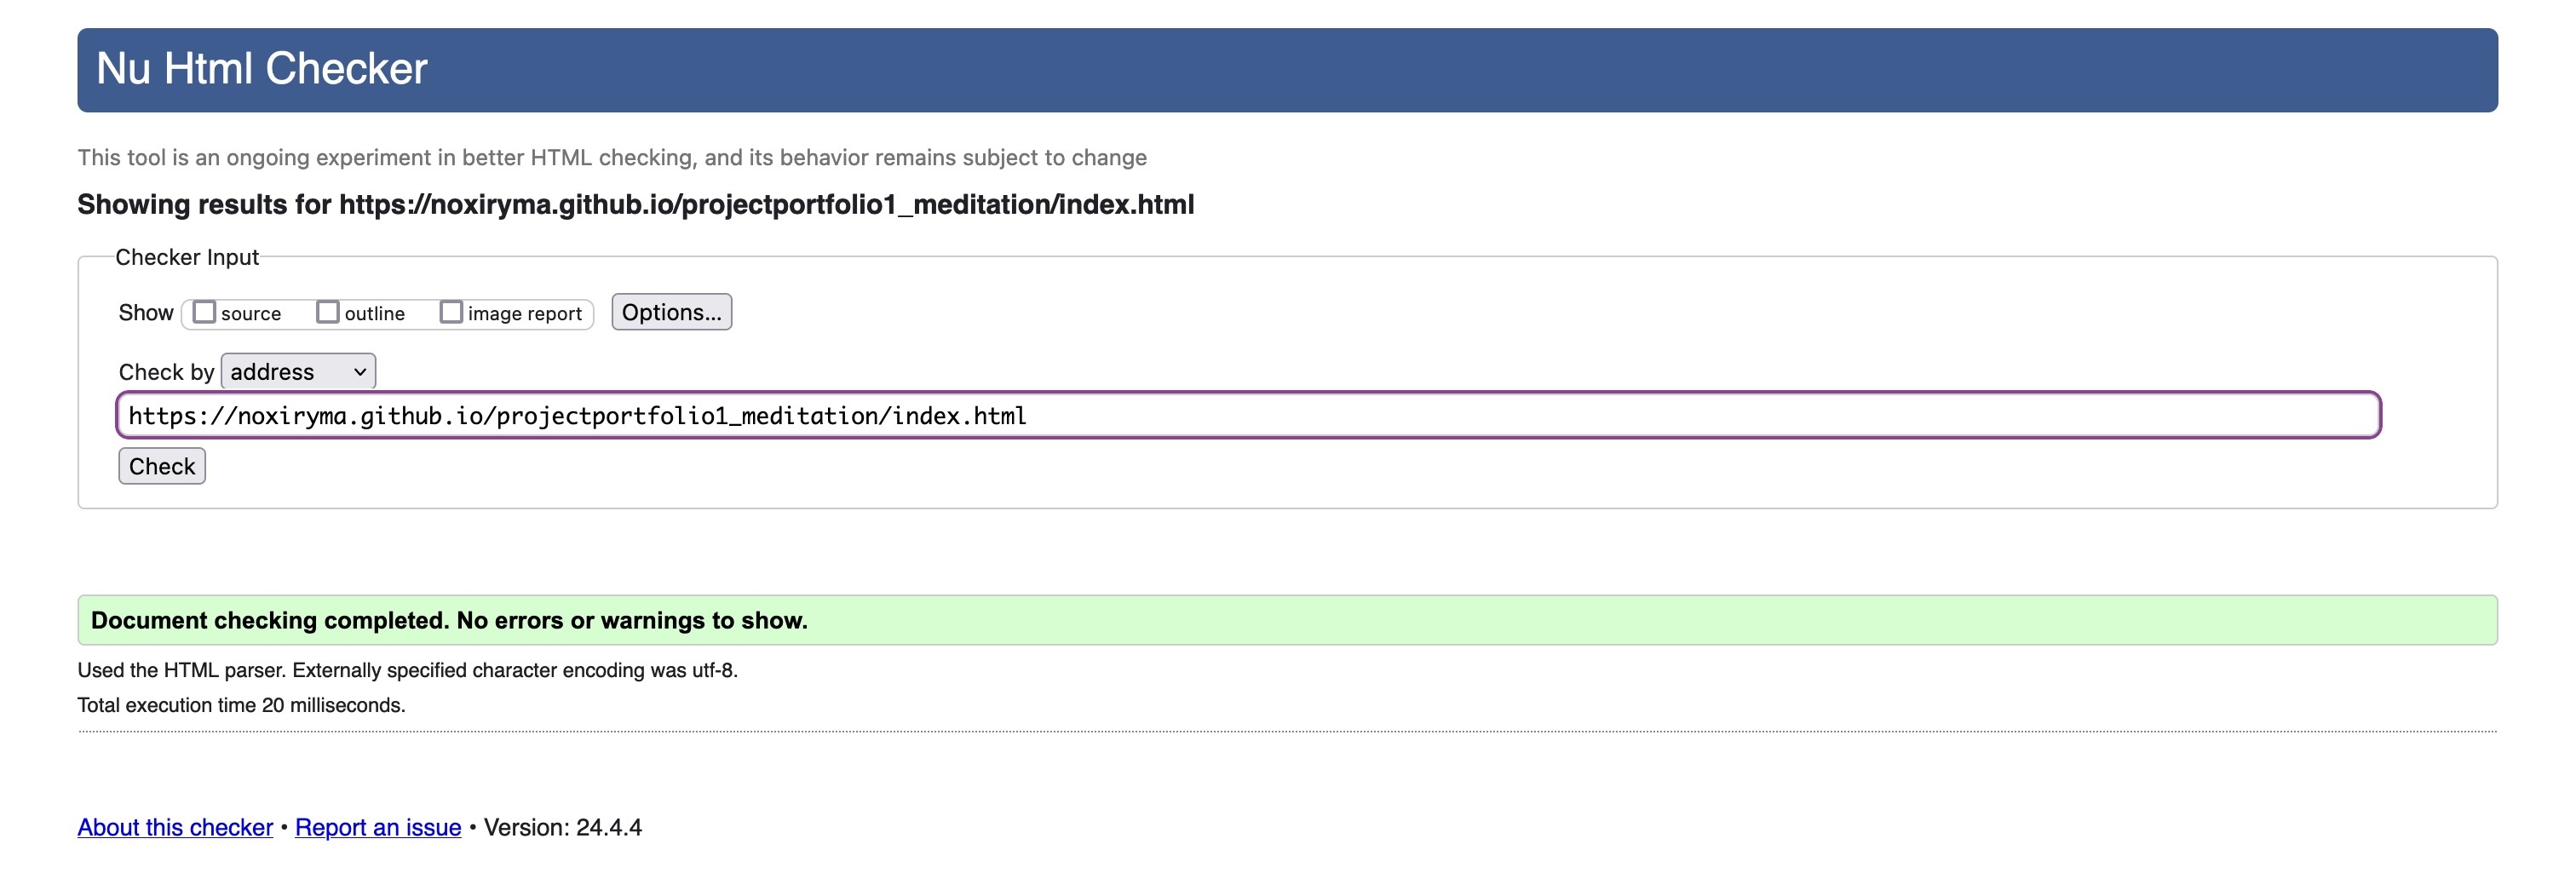 Nu Html Checker
This tool is an ongoing experiment in better HTML checking, and its behavior remains subject to change
Showing results for https://noxiryma.github.io/projectportfolio1_meditation/index.html
Checker Input
Show source outline image report Options...
Check by address
https://noxiryma.github.io/projectportfolio1_meditation/index.html
Check
Document checking completed. No errors or warnings to show.
Used the HTML parser. Externally specified character encoding was utf-8.
Total execution time 20 milliseconds.
About this checker • Report an issue • Version: 24.4.4